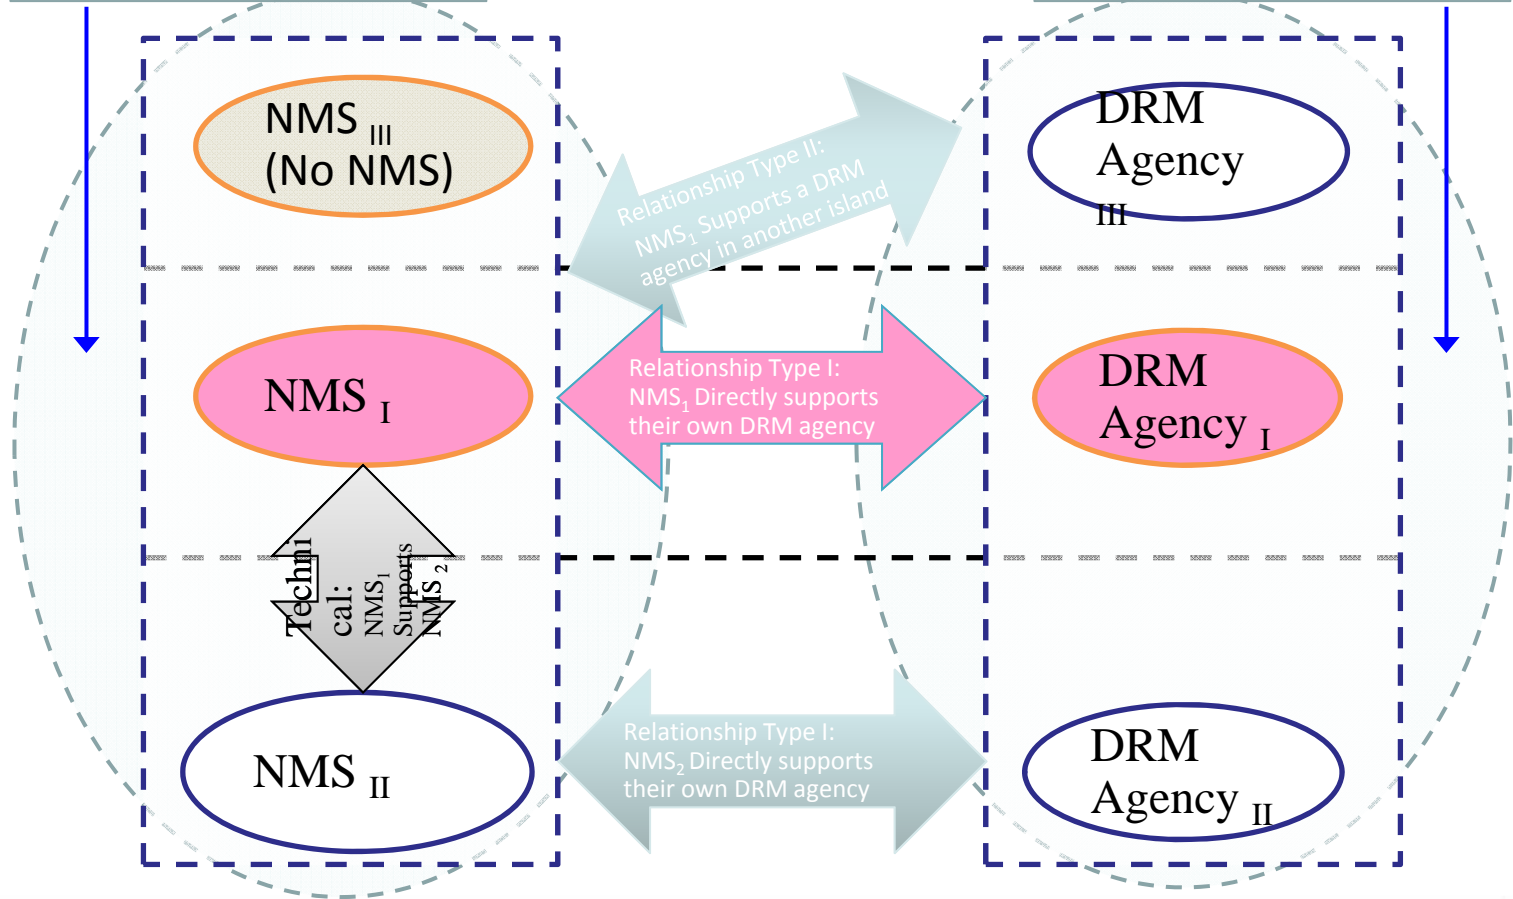 NMS III
(No NMS)
Relationship Type II:
NMS1 Supports a DRM
agency in another island
DRM
Agency
III
NMS I
Relationship Type I:
NMS1 Directly supports
their own DRM agency
DRM
Agency I
Techni
cal:
NMS1
Supports
NMS 2
NMS II
Relationship Type I:
NMS2 Directly supports
their own DRM agency
DRM
Agency II